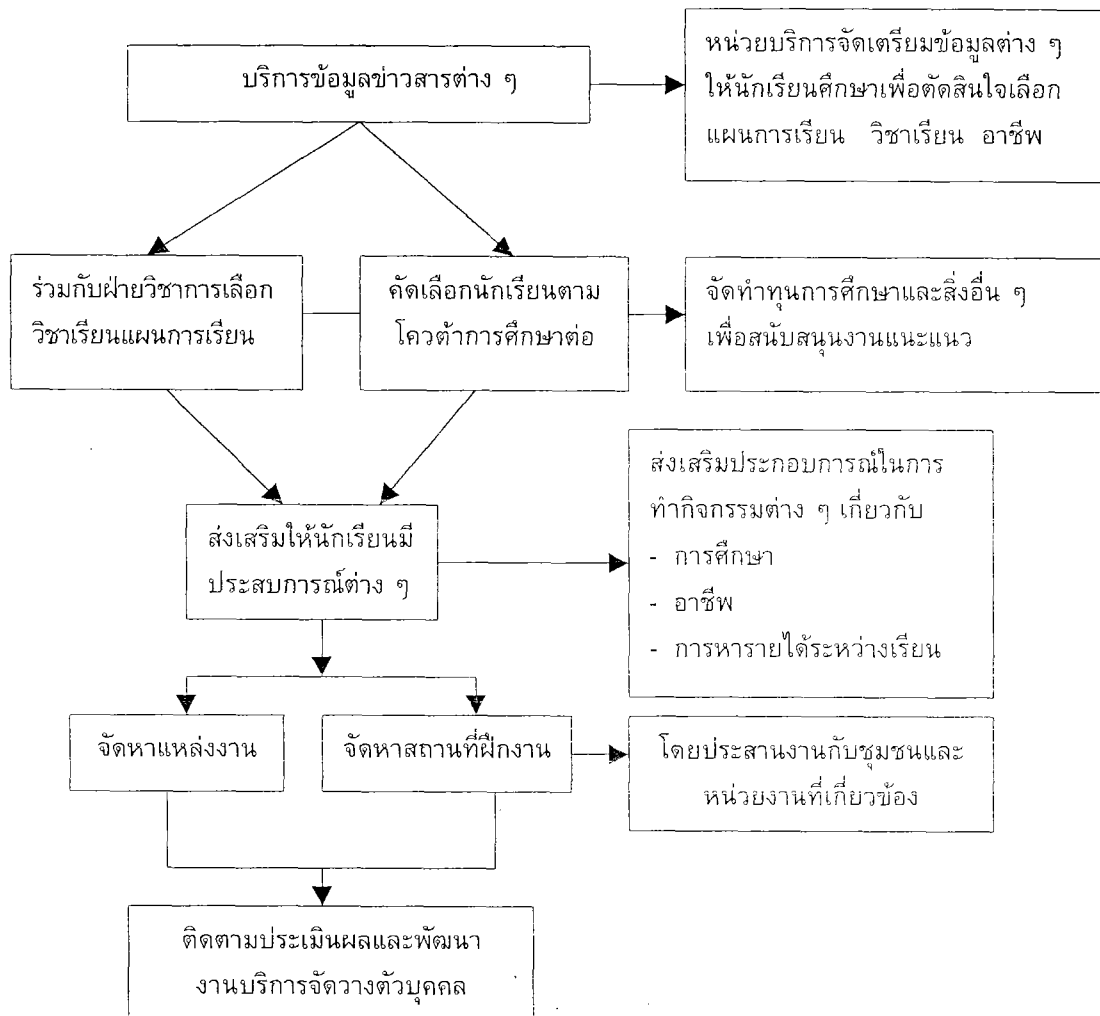 บริการข้อมูลข่าวสารต่าง ๆ
หน่วยบริการจัดเตรียมข้อมูลต่าง ๆ
ให้นักเรียนศึกษาเพื่อตัดสินใจเลือก
แผนการเรียน วิชาเรียน อาชีพ
ร่วมกับฝ่ายวิชาการเลือก
วิชาเรียนแผนการเรียน
คัดเลือกนักเรียนตาม
โควต้าการศึกษาต่อ
จัดทำทุนการศึกษาและสิ่งอื่น ๆ
เพื่อสนับสนุนงานแนะแนว
ส่งเสริมให้นักเรียนมี
ประสบการณ์ต่าง ๆ
ส่งเสริมประกอบการณ์ในการ
ทำกิจกรรมต่าง ๆ เกี่ยวกับ
- การศึกษา
- อาชีพ
- การหารายได้ระหว่างเรียน
จัดหาแหล่งงาน
จัดหาสถานที่ฝึกงาน
โดยประสานงานกับชุมชนและ
หน่วยงานที่เกี่ยวข้อง
ติดตามประเมินผลและพัฒนา
งานบริการจัดวางตัวบุคคล